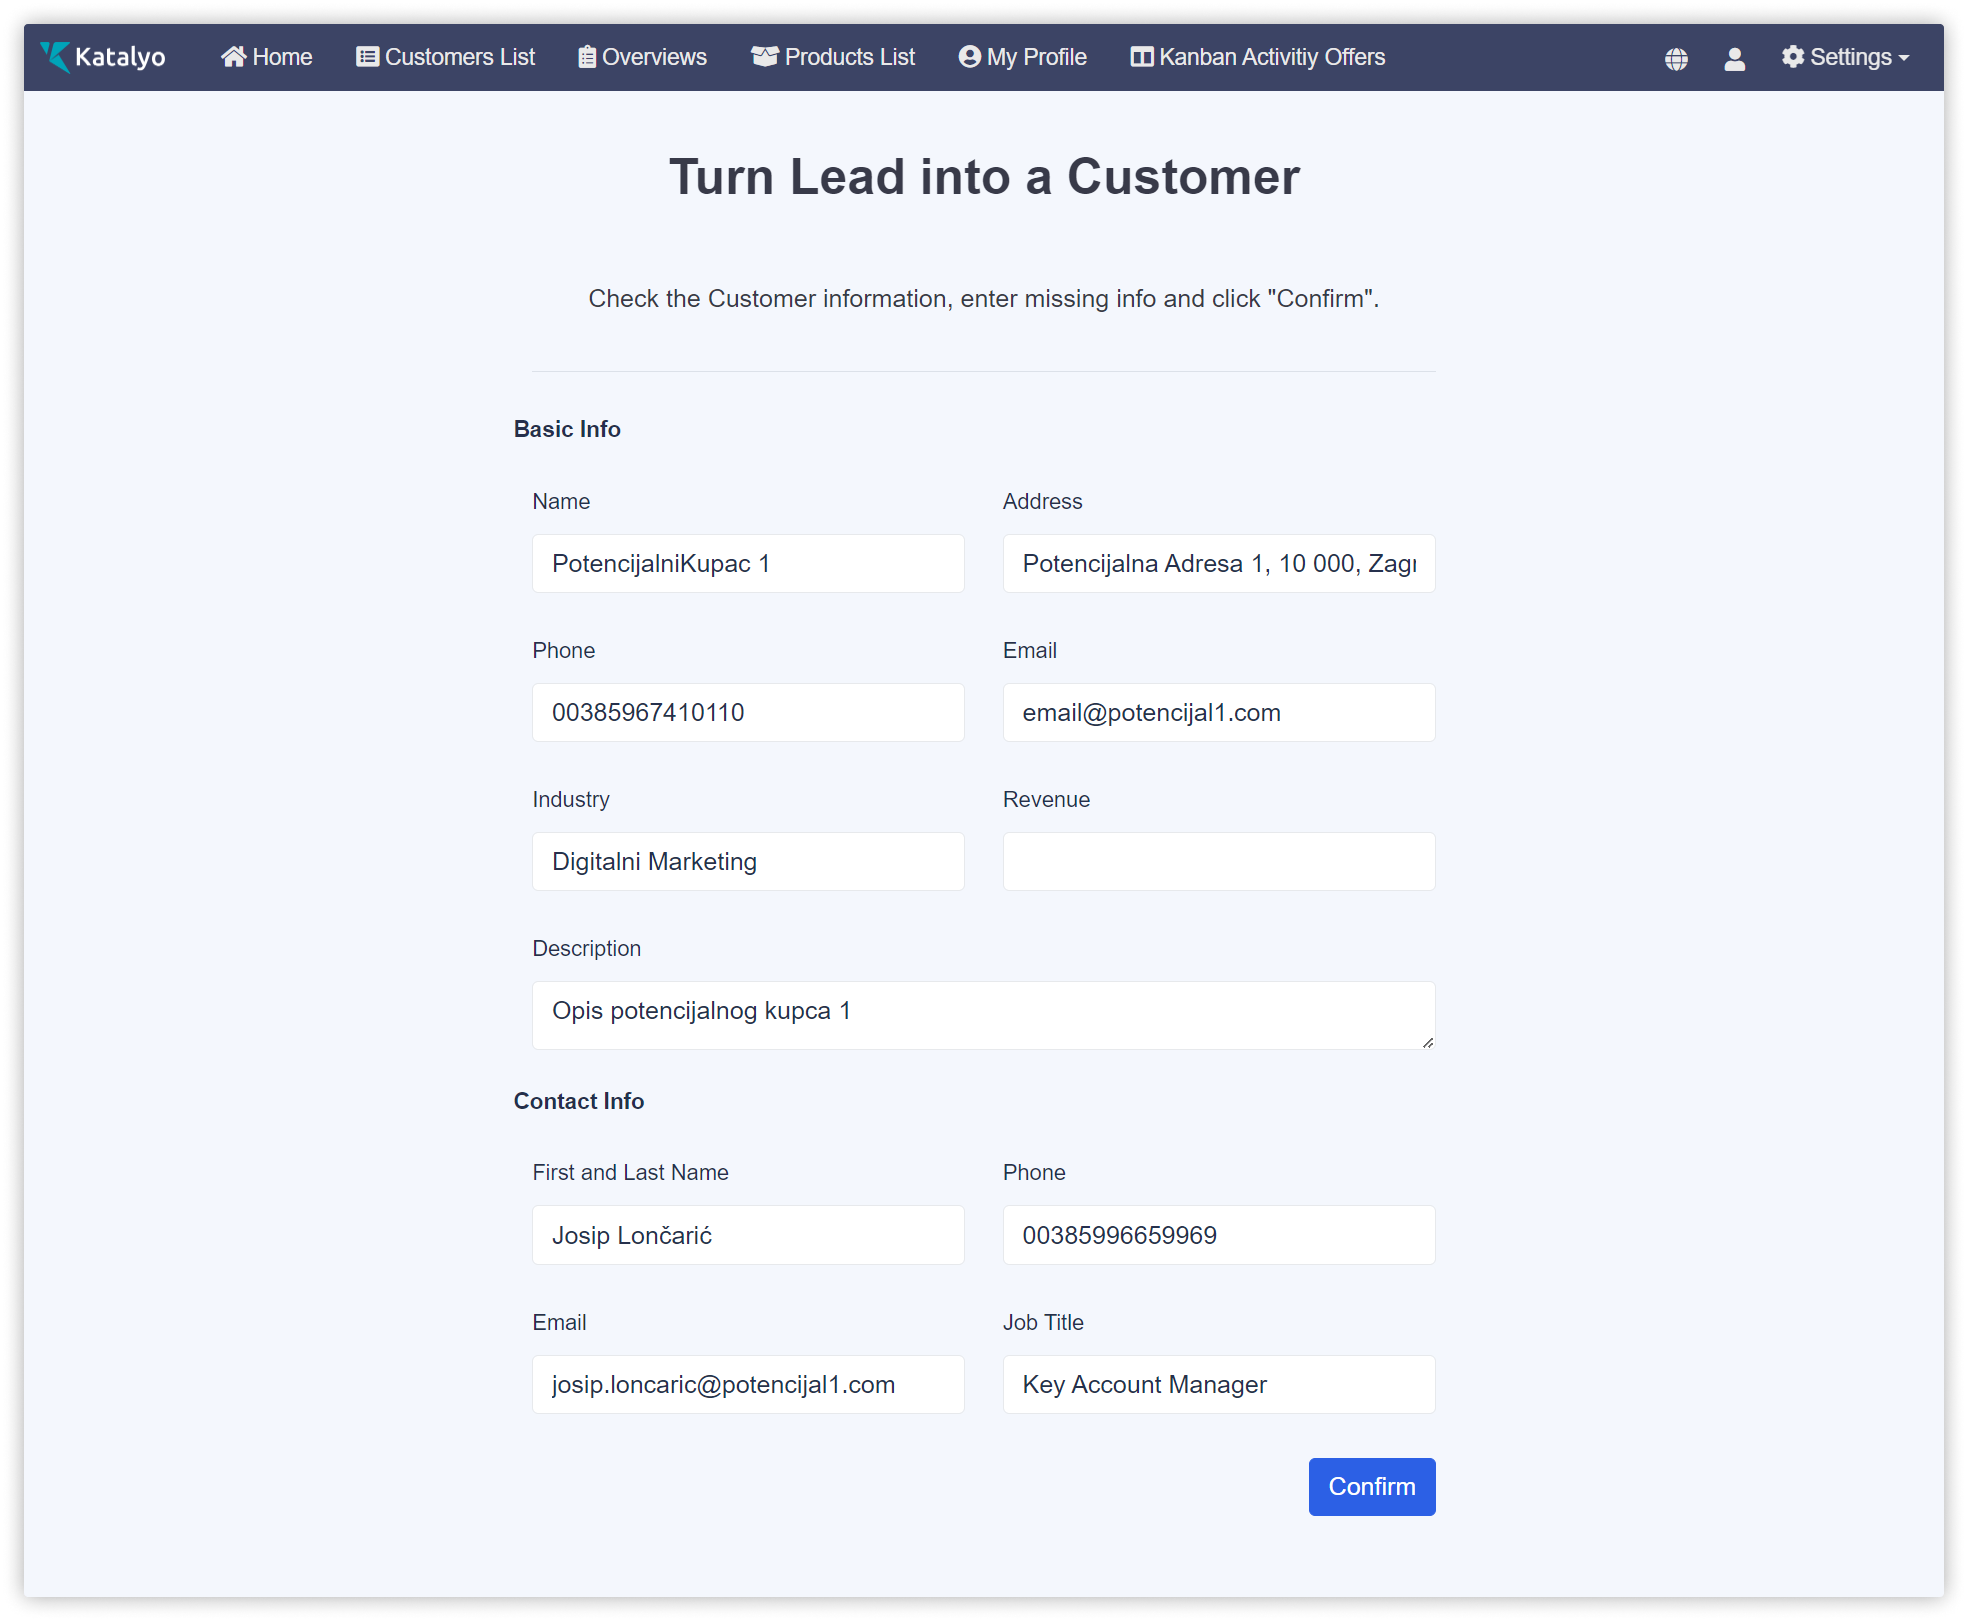 Katalyo Home Customers List Overviews Products List My Profile Kanban Activitiy Offers Settings
Turn Lead into a Customer
Check the Customer information, enter missing info and click "Confirm".
Basic Info
Name Address
PotencijalniKupac 1 Potencijalna Adresa 1, 10 000, Zagr
Phone Email
00385967410110 email@potencijal1.com
Industry Revenue
Digitalni Marketing
Description
Opis potencijalnog kupca 1
Contact Info
First and Last Name Phone
Josip Lončarić 00385996659969
Email Job Title
josip.loncaric@potencijal1.com Key Account Manager
Confirm